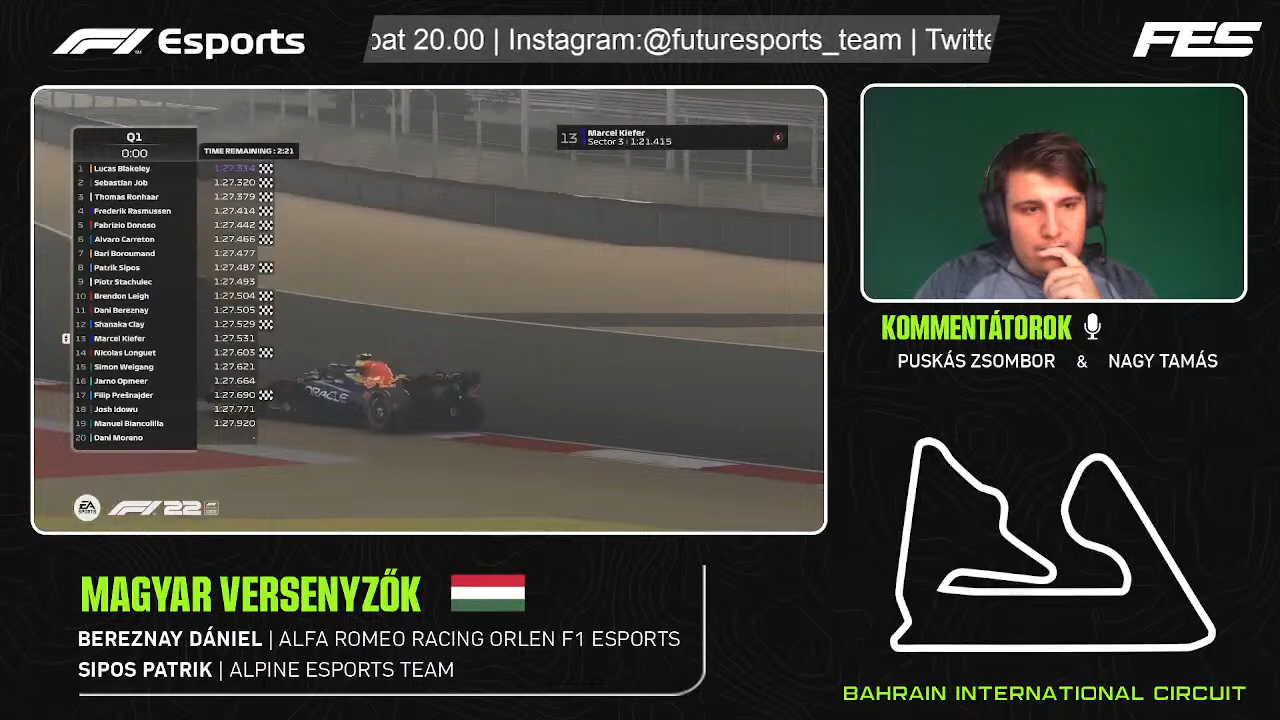 F1 Esports
pat 20.00 | Instagram:@futuresports_team | Twitte
FES
Q1
0:00
TIME REMAINING : 2:21
1 Lucas Blakeley 1:27.314
2 Sebastian Job 1:27.320
3 Thomas Ronhaar 1:27.379
4 Frederik Rasmussen 1:27.414
5 Fabrizio Donoso 1:27.442
6 Alvaro Carreton 1:27.466
7 Bari Boroumand 1:27.477
8 Patrik Sipos 1:27.487
9 Piotr Stachulec 1:27.493
10 Brendon Leigh 1:27.504
11 Dani Bereznay 1:27.505
12 Shanaka Clay 1:27.529
13 Marcel Kiefer 1:27.531
14 Nicolas Longuet 1:27.603
15 Simon Weigang 1:27.621
16 Jarno Opmeer 1:27.664
17 Filip Prešnajder 1:27.690
18 Josh Idowu 1:27.771
19 Manuel Biancolilla 1:27.920
20 Dani Moreno -
13 Marcel Kiefer
Sector 3 | 1:21.415
S
ORACLE
EA SPORTS F1 22
KOMMENTÁTOROK
PUSKÁS ZSOMBOR & NAGY TAMÁS
MAGYAR VERSENYZŐK
BEREZNAY DÁNIEL | ALFA ROMEO RACING ORLEN F1 ESPORTS
SIPOS PATRIK | ALPINE ESPORTS TEAM
BAHRAIN INTERNATIONAL CIRCUIT